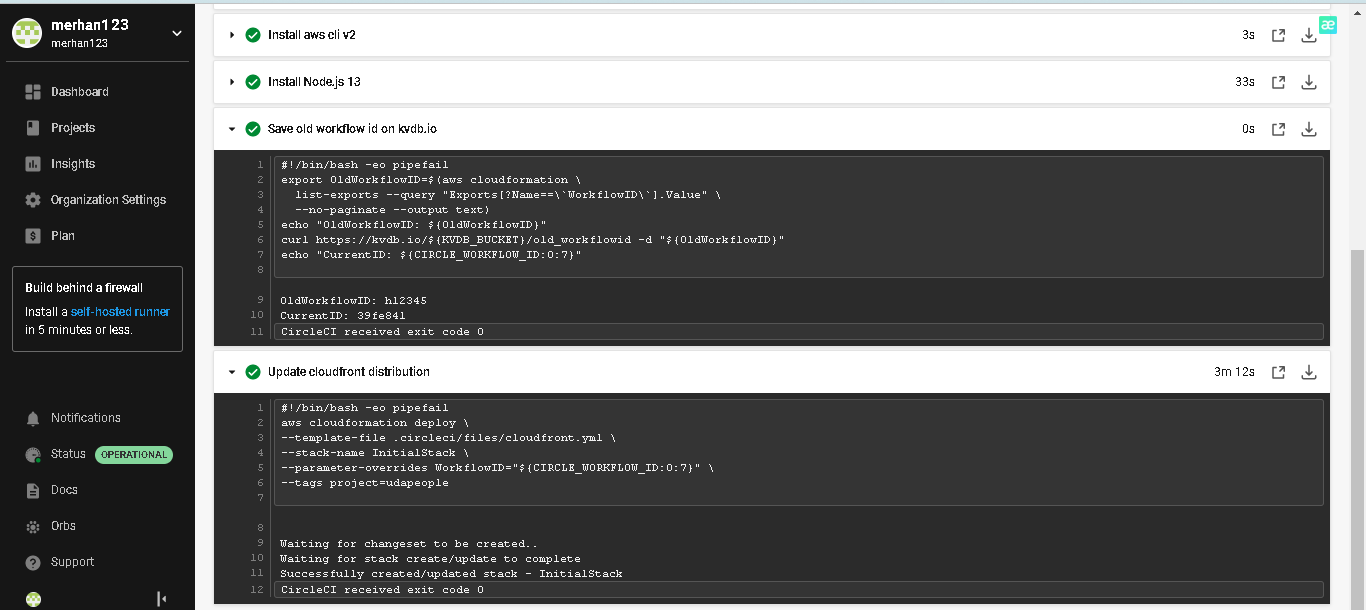 merhan123
merhan123
Dashboard
Projects
Insights
Organization Settings
Plan
Build behind a firewall
Install a self-hosted runner
in 5 minutes or less.
Notifications
Status OPERATIONAL
Docs
Orbs
Support
æ
Install aws cli v2 3s
Install Node.js 13 33s
Save old workflow id on kvdb.io 0s
1 #!/bin/bash -eo pipefail
2 export OldWorkflowID=$(aws cloudformation \
3 list-exports --query "Exports[?Name==\`WorkflowID\`].Value" \
4 --no-paginate --output text)
5 echo "OldWorkflowID: ${OldWorkflowID}"
6 curl https://kvdb.io/${KVDB_BUCKET}/old_workflowid -d "${OldWorkflowID}"
7 echo "CurrentID: ${CIRCLE_WORKFLOW_ID:0:7}"
8
9 OldWorkflowID: hl2345
10 CurrentID: 39fe841
11 CircleCI received exit code 0
Update cloudfront distribution 3m 12s
1 #!/bin/bash -eo pipefail
2 aws cloudformation deploy \
3 --template-file .circleci/files/cloudfront.yml \
4 --stack-name InitialStack \
5 --parameter-overrides WorkflowID="${CIRCLE_WORKFLOW_ID:0:7}" \
6 --tags project=udapeople
7
8
9 Waiting for changeset to be created..
10 Waiting for stack create/update to complete
11 Successfully created/updated stack - InitialStack
12 CircleCI received exit code 0